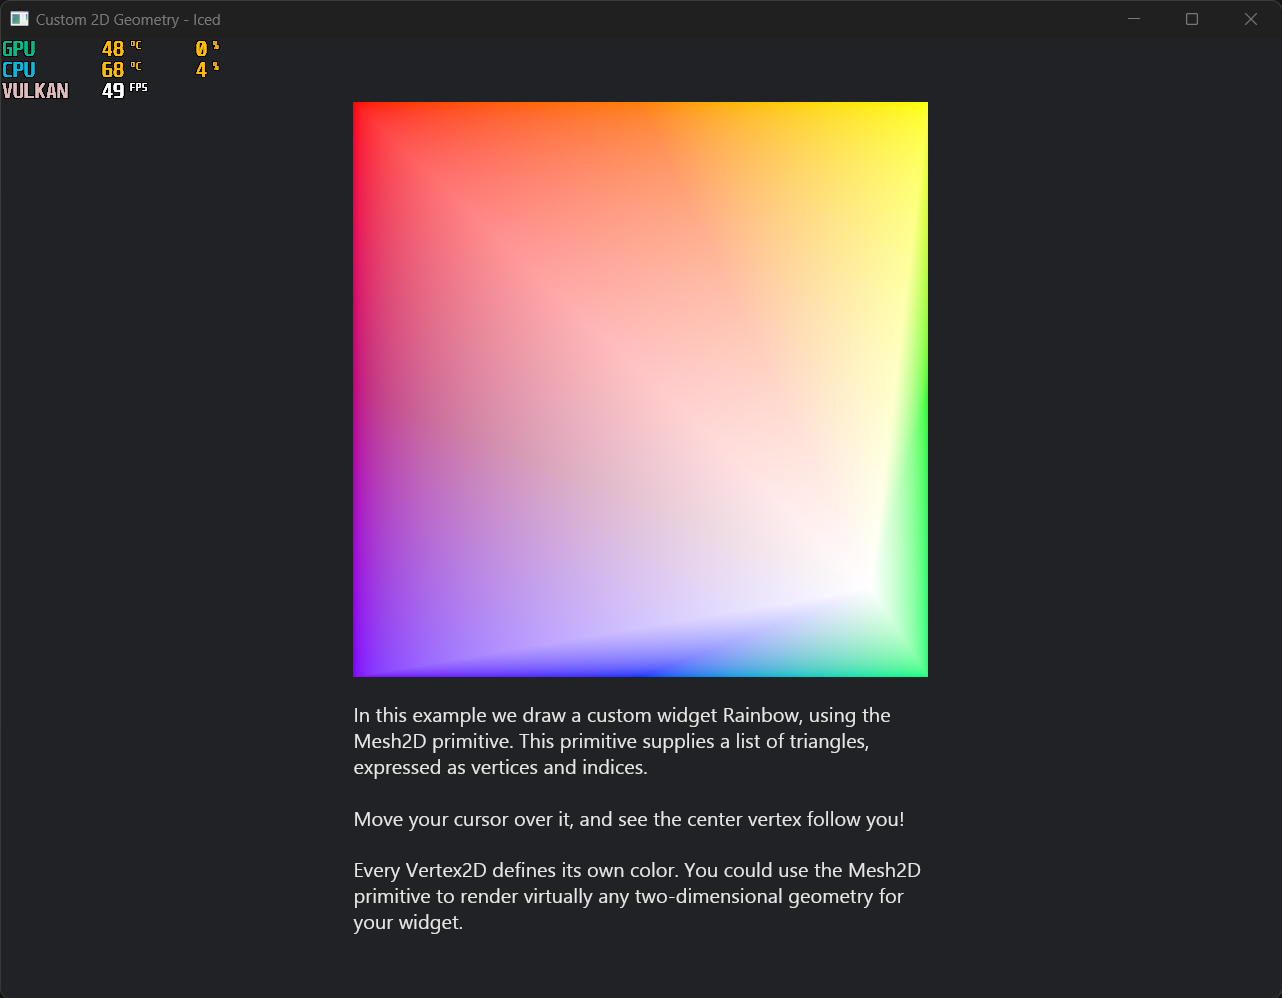 Custom 2D Geometry - Iced
GPU 48 °C 0 %
CPU 68 °C 4 %
VULKAN 49 FPS
In this example we draw a custom widget Rainbow, using the
Mesh2D primitive. This primitive supplies a list of triangles,
expressed as vertices and indices.
Move your cursor over it, and see the center vertex follow you!
Every Vertex2D defines its own color. You could use the Mesh2D
primitive to render virtually any two-dimensional geometry for
your widget.